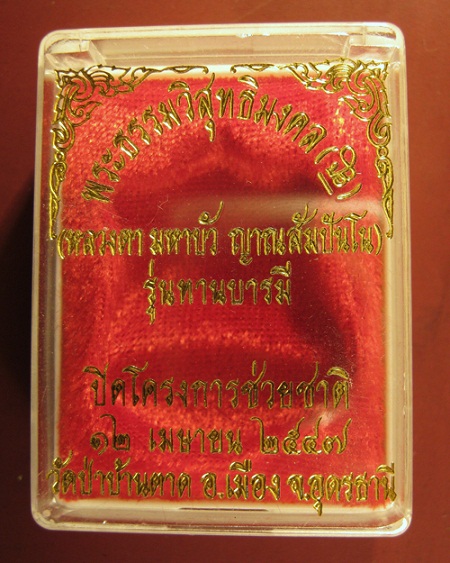 พระธรรมวิสุทธิมงคล
(หลวงตา มหาบัว ญาณสัมปันโน)
รุ่นทานบารมี
ปิดโครงการช่วยชาติ
๑๒ เมษายน ๒๕๔๗
วัดป่าบ้านตาด อ.เมือง จ.อุดรธานี